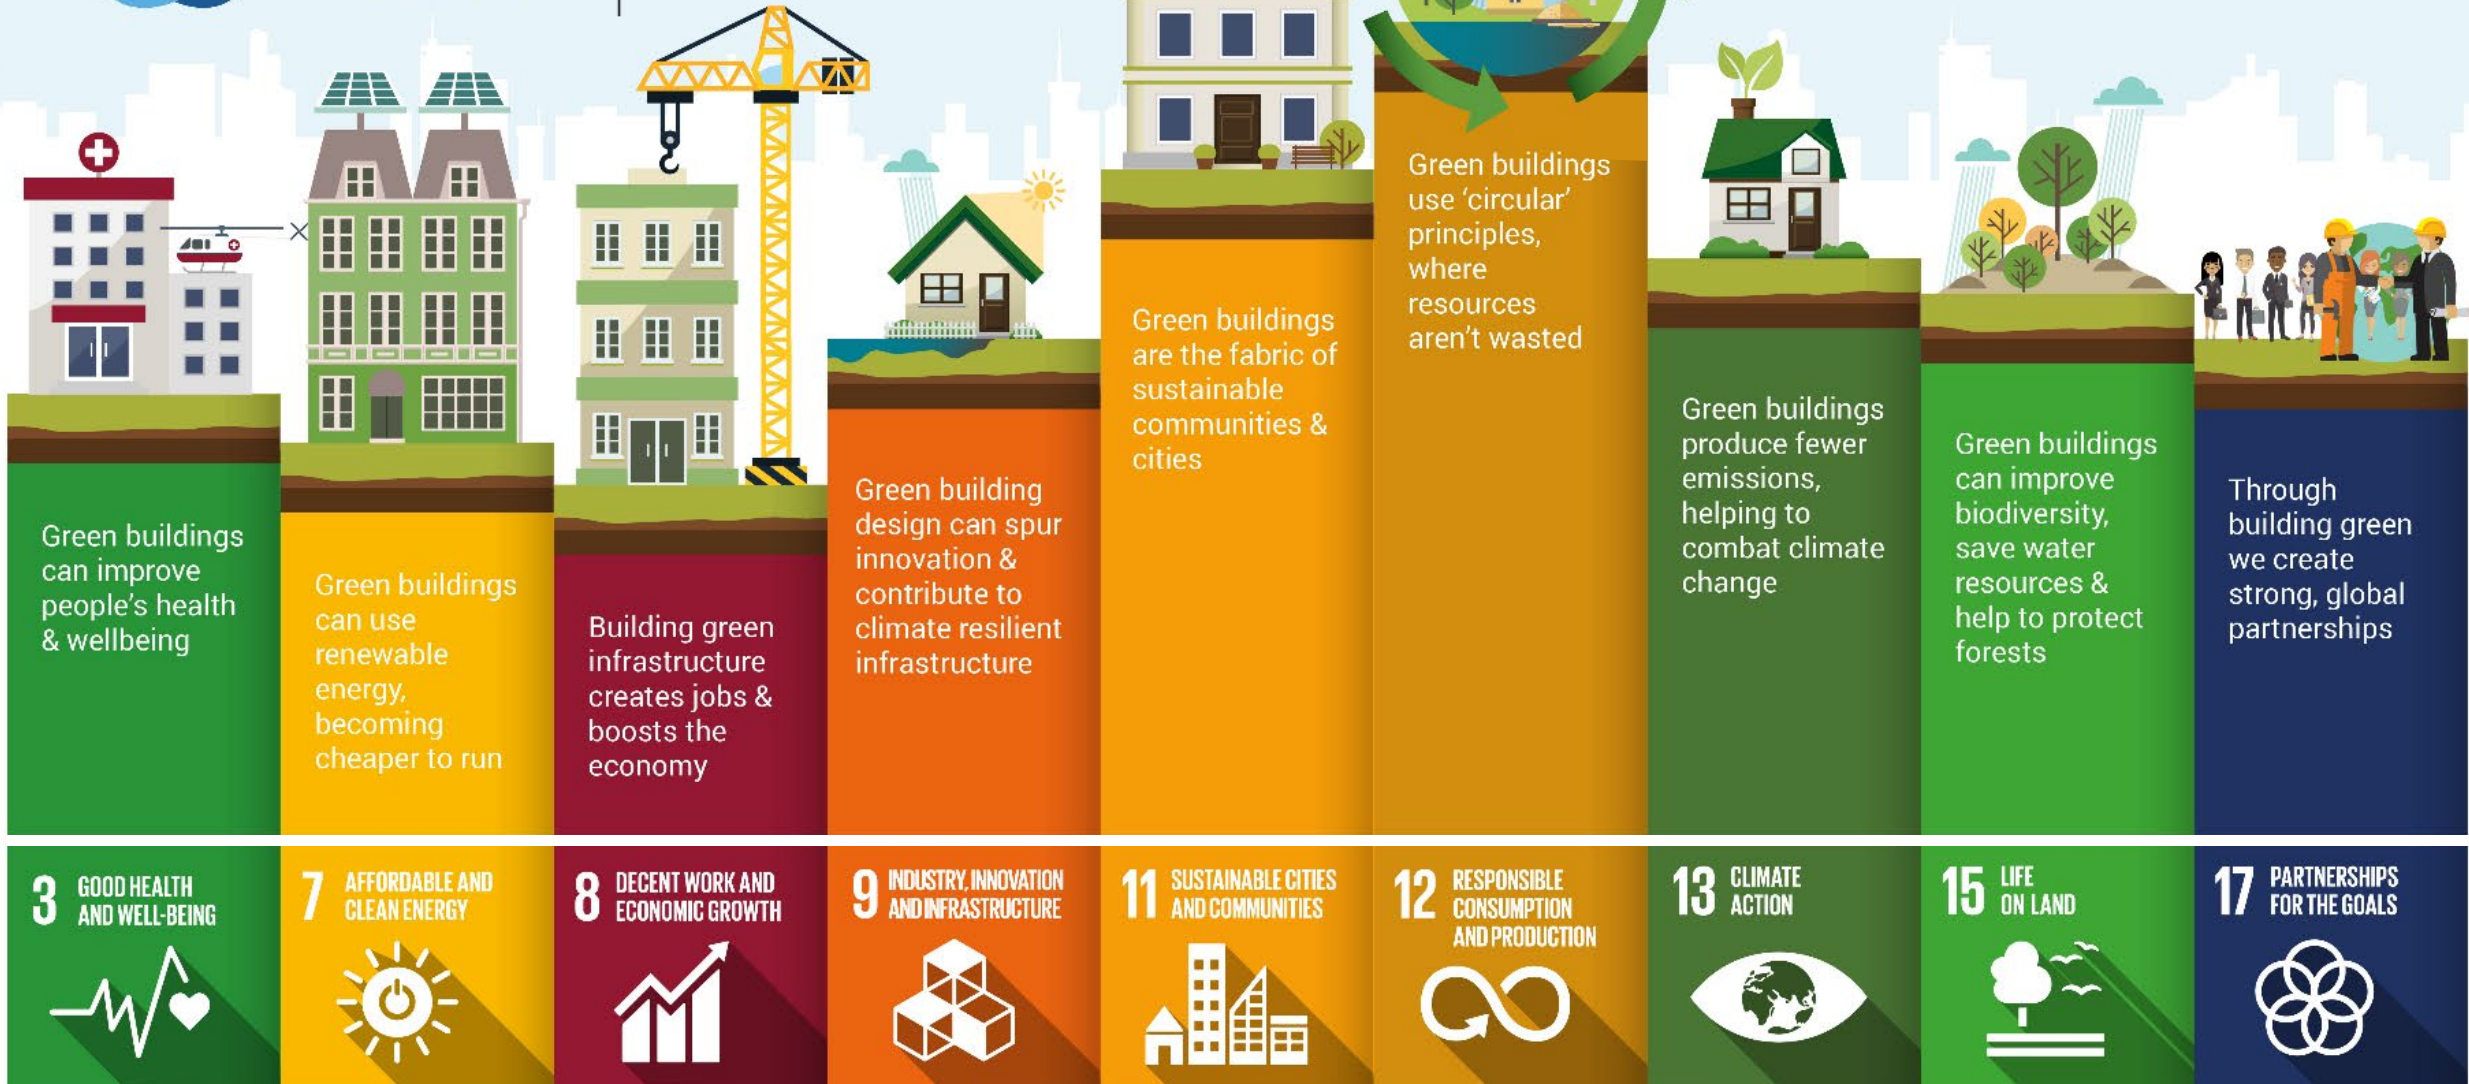 Green buildings
can improve
people's health
& wellbeing
Green buildings
can use
renewable
energy,
becoming
cheaper to run
Building green
infrastructure
creates jobs &
boosts the
economy
Green building
design can spur
innovation &
contribute to
climate resilient
infrastructure
Green buildings
are the fabric of
sustainable
communities &
cities
Green buildings
use ‘circular’
principles,
where
resources
aren't wasted
Green buildings
produce fewer
emissions,
helping to
combat climate
change
Green buildings
can improve
biodiversity,
save water
resources &
help to protect
forests
Through
building green
we create
strong, global
partnerships
3 GOOD HEALTH
AND WELL-BEING
7 AFFORDABLE AND
CLEAN ENERGY
8 DECENT WORK AND
ECONOMIC GROWTH
9 INDUSTRY, INNOVATION
AND INFRASTRUCTURE
11 SUSTAINABLE CITIES
AND COMMUNITIES
12 RESPONSIBLE
CONSUMPTION
AND PRODUCTION
13 CLIMATE
ACTION
15 LIFE
ON LAND
17 PARTNERSHIPS
FOR THE GOALS